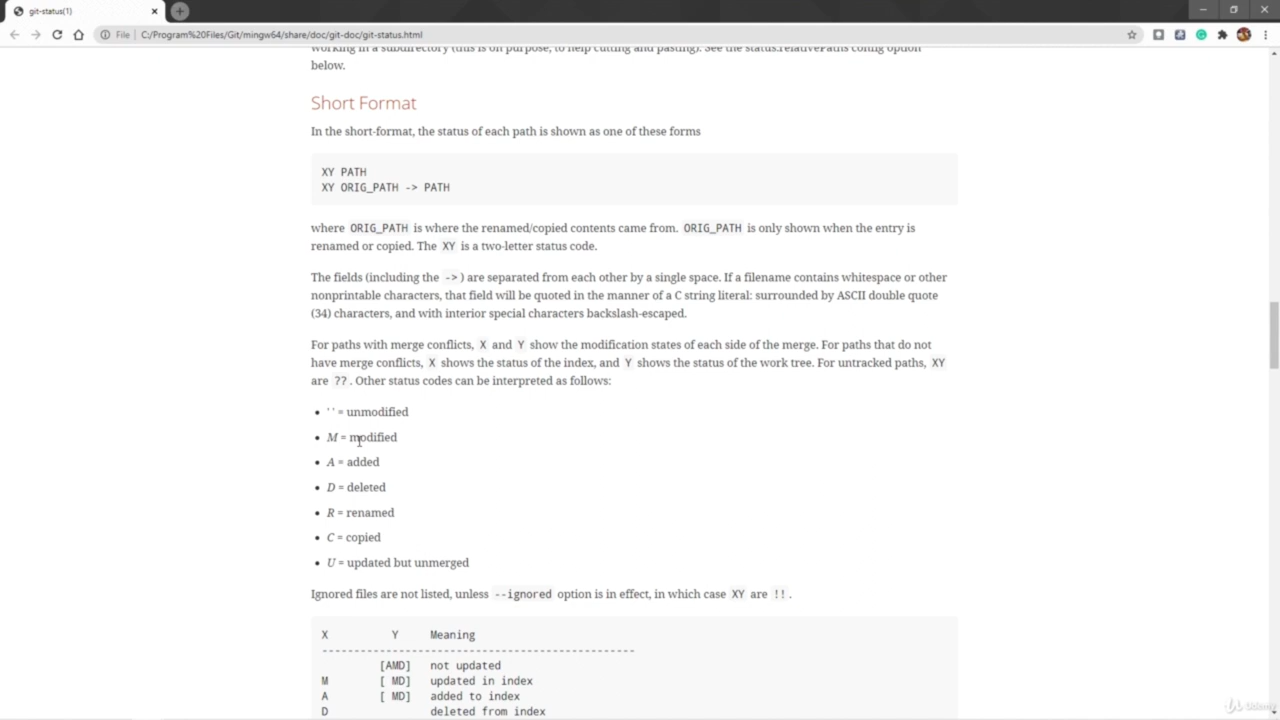 git-status(1)
File C:/Program%20Files/Git/mingw64/share/doc/git-doc/git-status.html
working in a subdirectory (this is on purpose, to help cutting and pasting). See the status.relativePaths config option
below.
Short Format
In the short-format, the status of each path is shown as one of these forms
XY PATH
XY ORIG_PATH -> PATH
where ORIG_PATH is where the renamed/copied contents came from. ORIG_PATH is only shown when the entry is
renamed or copied. The XY is a two-letter status code.
The fields (including the ->) are separated from each other by a single space. If a filename contains whitespace or other
nonprintable characters, that field will be quoted in the manner of a C string literal: surrounded by ASCII double quote
(34) characters, and with interior special characters backslash-escaped.
For paths with merge conflicts, X and Y show the modification states of each side of the merge. For paths that do not
have merge conflicts, X shows the status of the index, and Y shows the status of the work tree. For untracked paths, XY
are ??. Other status codes can be interpreted as follows:
• ' ' = unmodified
• M = modified
• A = added
• D = deleted
• R = renamed
• C = copied
• U = updated but unmerged
Ignored files are not listed, unless --ignored option is in effect, in which case XY are !!.
X Y Meaning
-------------------------------------------------
[AMD] not updated
M [ MD] updated in index
A [ MD] added to index
D deleted from index
Udemy